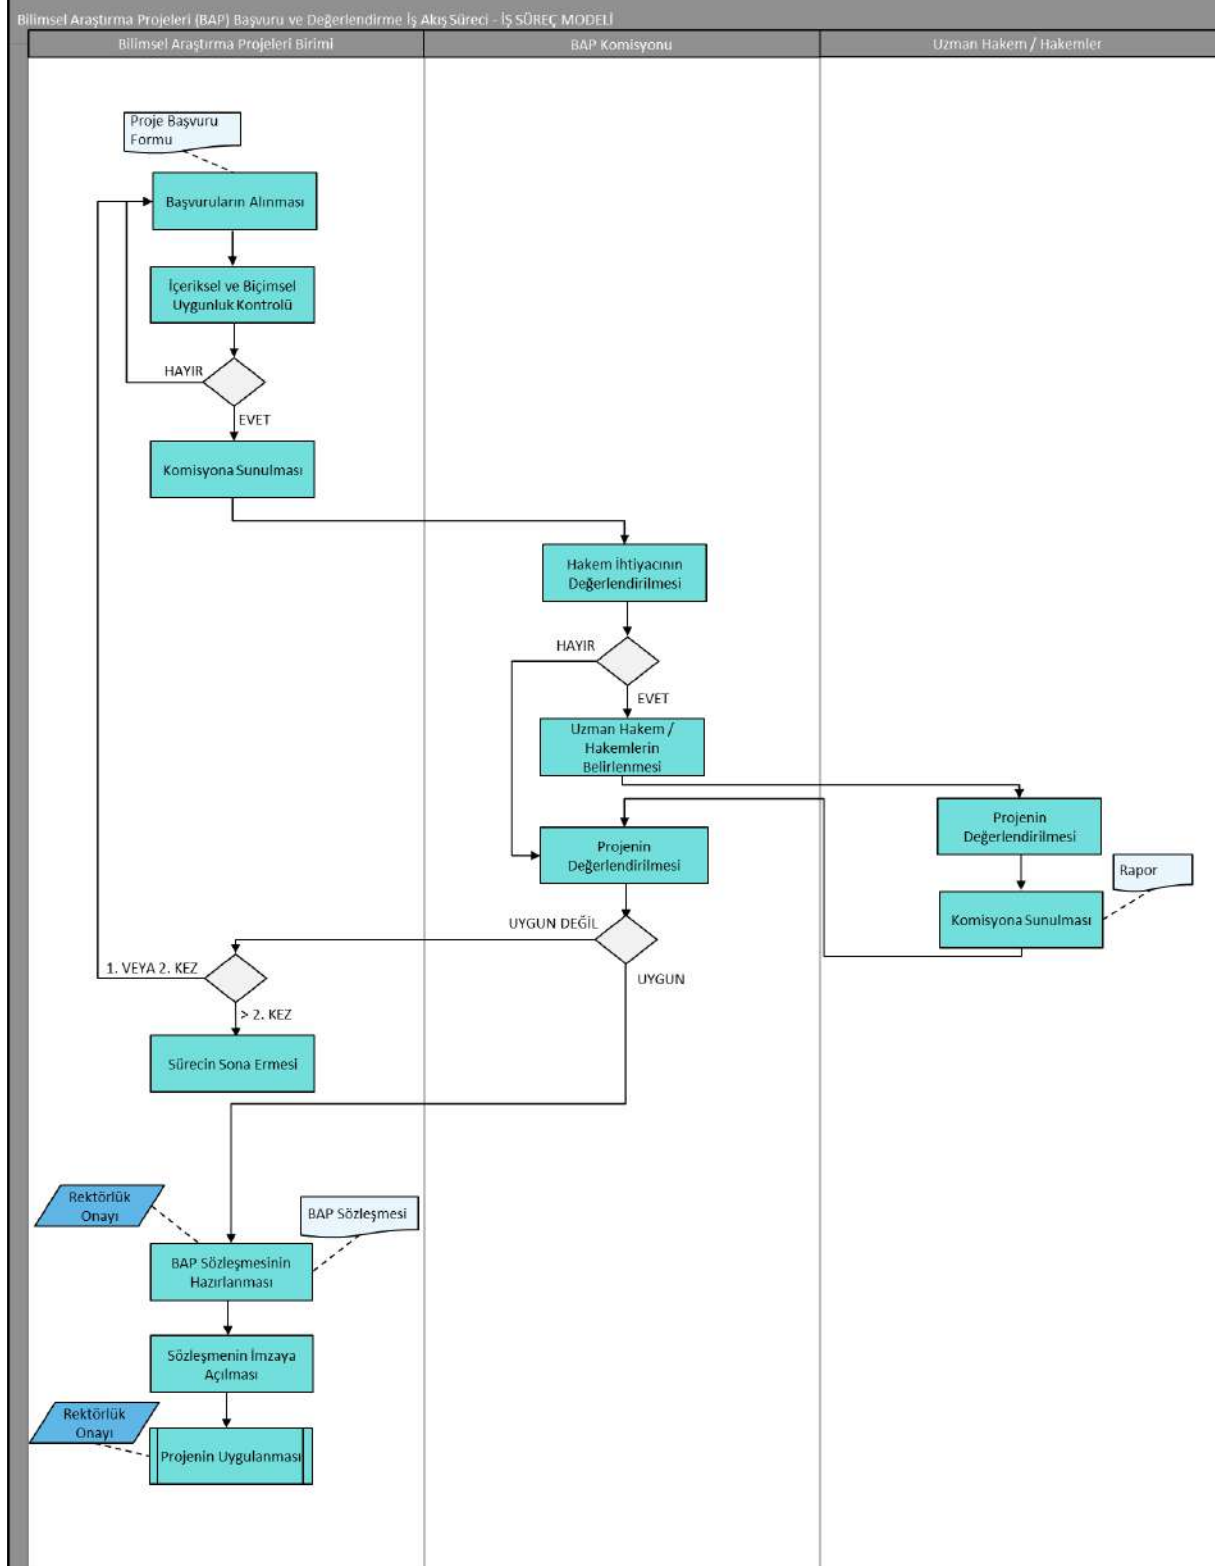 Bilimsel Araştırma Projeleri (BAP) Başvuru ve Değerlendirme İş Akış Süreci - İŞ SÜREÇ MODELİ
Bilimsel Araştırma Projeleri Birimi
BAP Komisyonu
Uzman Hakem / Hakemler
Proje Başvuru
Formu
Başvuruların Alınması
İçeriksel ve Biçimsel
Uygunluk Kontrolü
HAYIR
EVET
Komisyona Sunulması
Hakem İhtiyacının
Değerlendirilmesi
HAYIR
EVET
Uzman Hakem /
Hakemlerin
Belirlenmesi
Projenin
Değerlendirilmesi
Rapor
Komisyona Sunulması
Projenin
Değerlendirilmesi
UYGUN DEĞİL
UYGUN
1. VEYA 2. KEZ
> 2. KEZ
Sürecin Sona Ermesi
Rektörlük
Onayı
BAP Sözleşmesi
BAP Sözleşmesinin
Hazırlanması
Sözleşmenin İmzaya
Açılması
Rektörlük
Onayı
Projenin Uygulanması